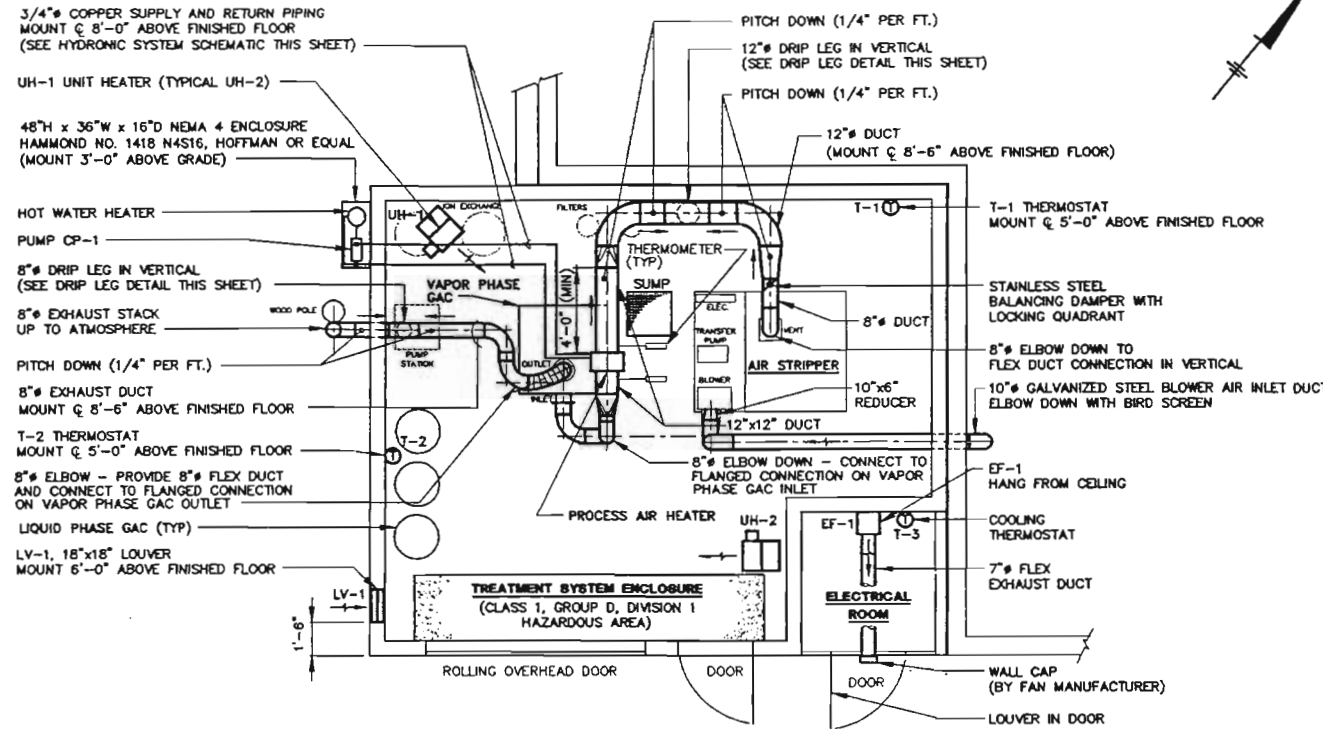 3/4"ø COPPER SUPPLY AND RETURN PIPING
MOUNT ℄ 8'-0" ABOVE FINISHED FLOOR
(SEE HYDRONIC SYSTEM SCHEMATIC THIS SHEET)
UH-1 UNIT HEATER (TYPICAL UH-2)
48"H x 36"W x 16"D NEMA 4 ENCLOSURE
HAMMOND NO. 1418 N4S16, HOFFMAN OR EQUAL
(MOUNT 3'-0" ABOVE GRADE)
HOT WATER HEATER
PUMP CP-1
8"ø DRIP LEG IN VERTICAL
(SEE DRIP LEG DETAIL THIS SHEET)
8"ø EXHAUST STACK
UP TO ATMOSPHERE
PITCH DOWN (1/4" PER FT.)
8"ø EXHAUST DUCT
MOUNT ℄ 8'-6" ABOVE FINISHED FLOOR
T-2 THERMOSTAT
MOUNT ℄ 5'-0" ABOVE FINISHED FLOOR
8"ø ELBOW - PROVIDE 8"ø FLEX DUCT
AND CONNECT TO FLANGED CONNECTION
ON VAPOR PHASE GAC OUTLET
LIQUID PHASE GAC (TYP)
LV-1, 18"x18" LOUVER
MOUNT 6'-0" ABOVE FINISHED FLOOR
LV-1
1'-6"
WOOD POLE
PUMP
STATION
UH-1
ION EXCHANGE
FILTERS
VAPOR PHASE
GAC
4'-0" (MIN)
OUTLET
INLET
T-2
T
THERMOMETER
(TYP)
SUMP
ELEC.
TRANSFER
PUMP
BLOWER
AIR STRIPPER
VENT
T-1
T
PROCESS AIR HEATER
UH-2
TREATMENT SYSTEM ENCLOSURE
(CLASS 1, GROUP D, DIVISION 1
HAZARDOUS AREA)
ROLLING OVERHEAD DOOR
DOOR
DOOR
EF-1
T
T-3
ELECTRICAL
ROOM
PITCH DOWN (1/4" PER FT.)
12"ø DRIP LEG IN VERTICAL
(SEE DRIP LEG DETAIL THIS SHEET)
PITCH DOWN (1/4" PER FT.)
12"ø DUCT
(MOUNT ℄ 8'-6" ABOVE FINISHED FLOOR)
T-1 THERMOSTAT
MOUNT ℄ 5'-0" ABOVE FINISHED FLOOR
STAINLESS STEEL
BALANCING DAMPER WITH
LOCKING QUADRANT
8"ø DUCT
8"ø ELBOW DOWN TO
FLEX DUCT CONNECTION IN VERTICAL
10"x6"
REDUCER
10"ø GALVANIZED STEEL BLOWER AIR INLET DUCT
ELBOW DOWN WITH BIRD SCREEN
12"x12" DUCT
8"ø ELBOW DOWN - CONNECT TO
FLANGED CONNECTION ON VAPOR
PHASE GAC INLET
EF-1
HANG FROM CEILING
COOLING
THERMOSTAT
7"ø FLEX
EXHAUST DUCT
WALL CAP
(BY FAN MANUFACTURER)
LOUVER IN DOOR